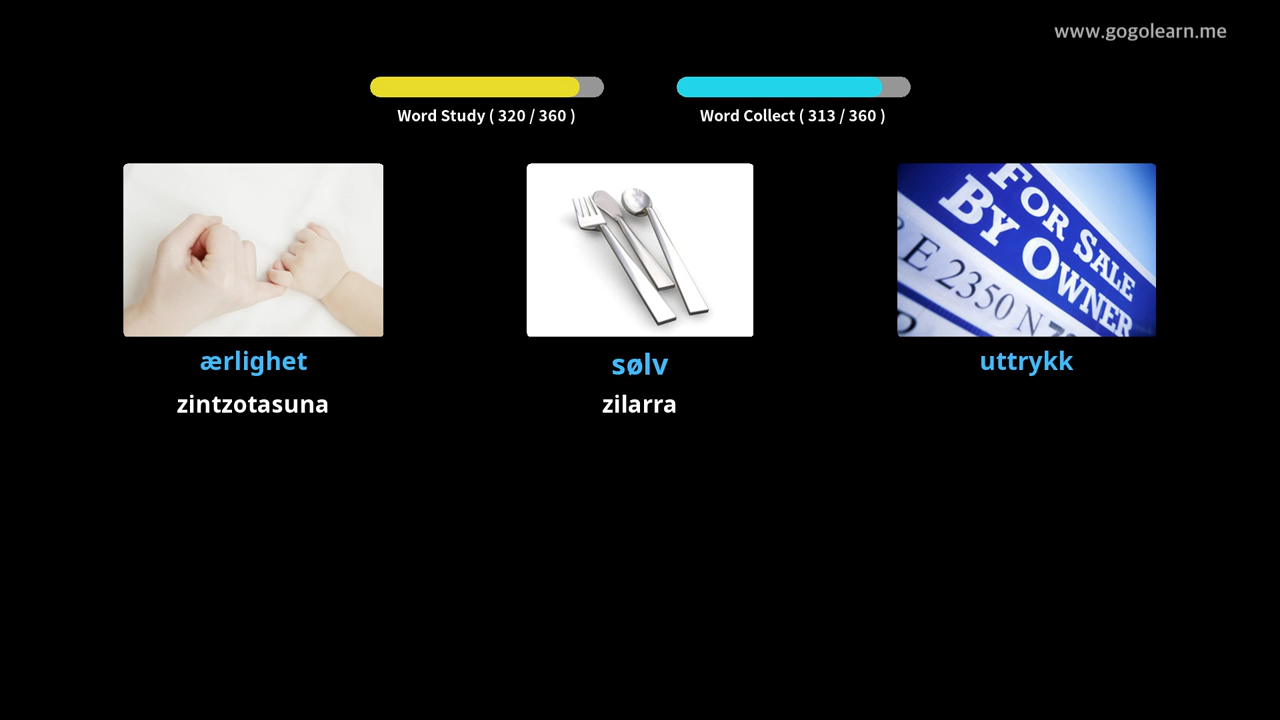 www.gogolearn.me
Word Study ( 320 / 360 )
Word Collect ( 313 / 360 )
FOR SALE
BY OWNER
E 2350 N
ærlighet
sølv
uttrykk
zintzotasuna
zilarra